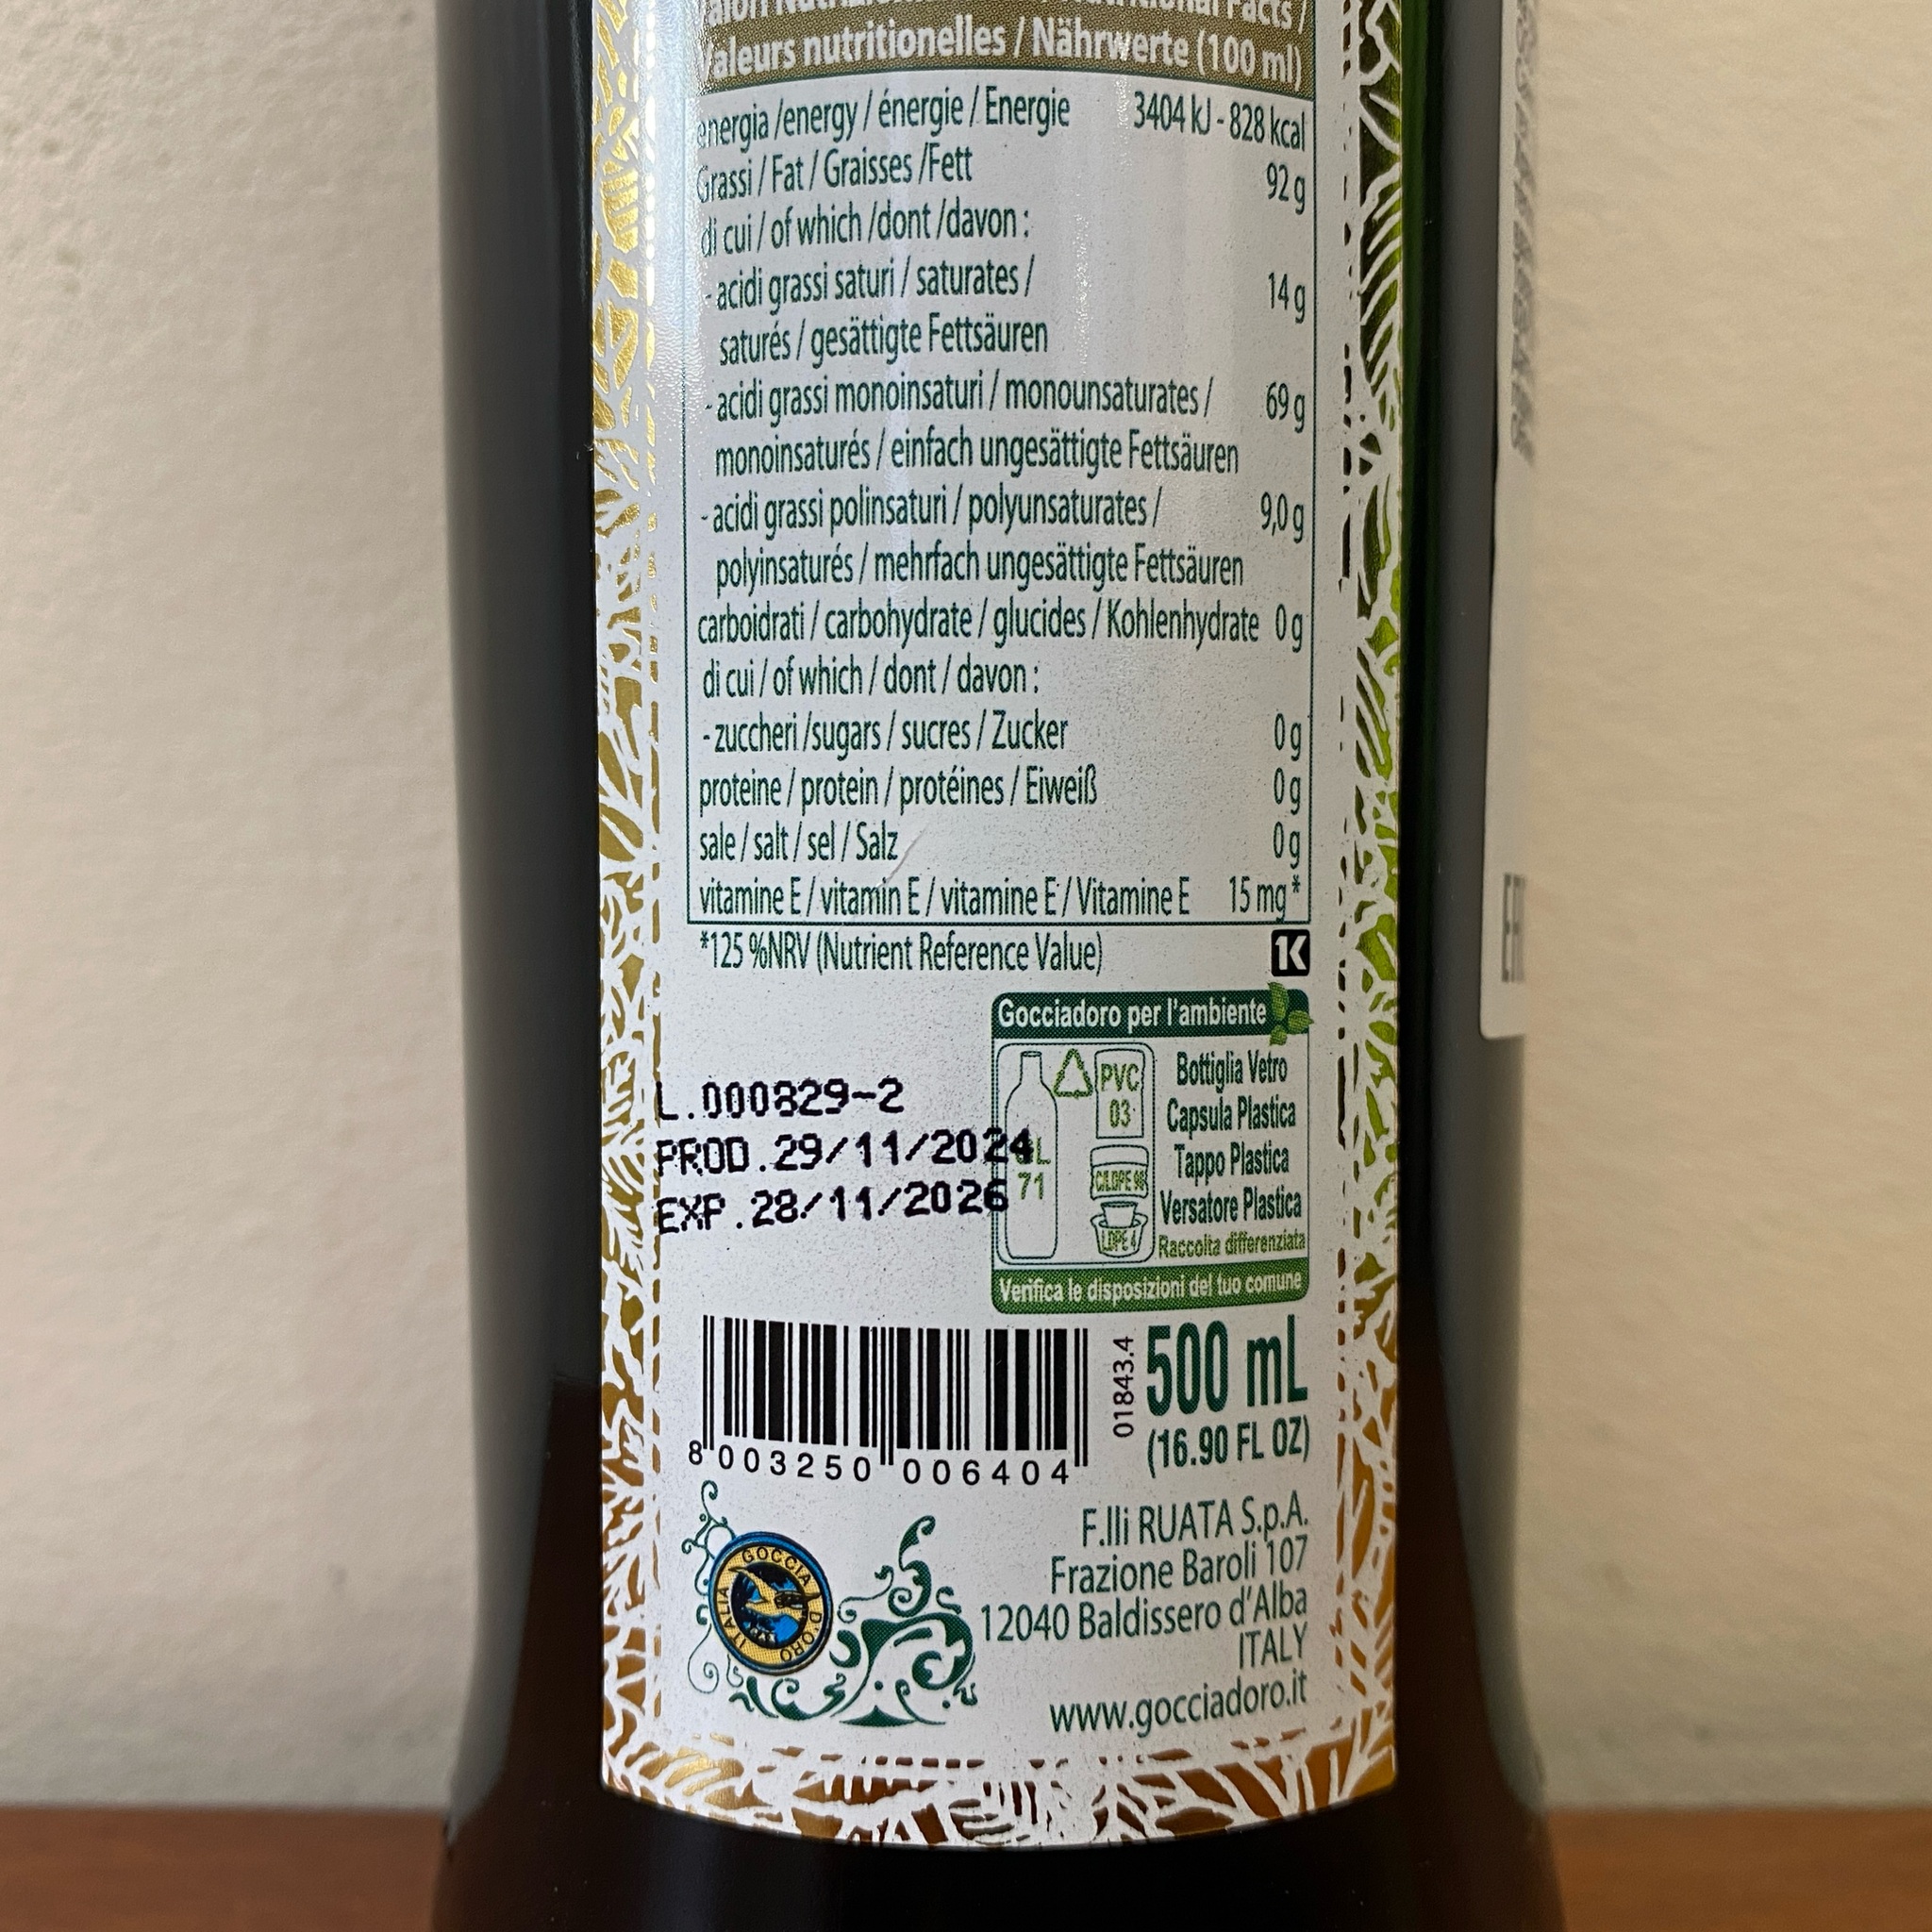 Valori Nutrizionali / Nutritional Facts /
Valeurs nutritionelles / Nährwerte (100 ml)
energia /energy / énergie / Energie 3404 kJ - 828 kcal
Grassi / Fat / Graisses /Fett 92 g
di cui / of which /dont /davon :
- acidi grassi saturi / saturates / 14 g
saturés / gesättigte Fettsäuren
- acidi grassi monoinsaturi / monounsaturates / 69 g
monoinsaturés / einfach ungesättigte Fettsäuren
- acidi grassi polinsaturi / polyunsaturates / 9,0 g
polyinsaturés / mehrfach ungesättigte Fettsäuren
carboidrati / carbohydrate / glucides / Kohlenhydrate 0 g
di cui / of which / dont / davon :
- zuccheri /sugars / sucres / Zucker 0 g
proteine / protein / protéines / Eiweiß 0 g
sale / salt / sel / Salz 0 g
vitamine E / vitamin E / vitamine E / Vitamine E 15 mg*
*125 %NRV (Nutrient Reference Value)
1K
Gocciadoro per l'ambiente
PVC
03
GL
71
C/LDPE 90
LDPE 4
Bottiglia Vetro
Capsula Plastica
Tappo Plastica
Versatore Plastica
Raccolta differenziata
Verifica le disposizioni del tuo comune
L.000829-2
PROD.29/11/2024
EXP.28/11/2026
8 003250 006404
01843.4
500 mL
(16.90 FL OZ)
GOCCIA D'ORO ITALIA
F.lli RUATA S.p.A.
Frazione Baroli 107
12040 Baldissero d'Alba
ITALY
www.gocciadoro.it